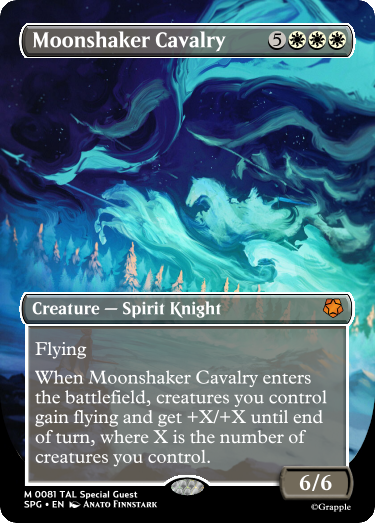 Moonshaker Cavalry 5
Creature — Spirit Knight
Flying
When Moonshaker Cavalry enters
the battlefield, creatures you control
gain flying and get +X/+X until end
of turn, where X is the number of
creatures you control.
6/6
M 0081 TAL Special Guest
SPG • EN Anato Finnstark
©Grapple